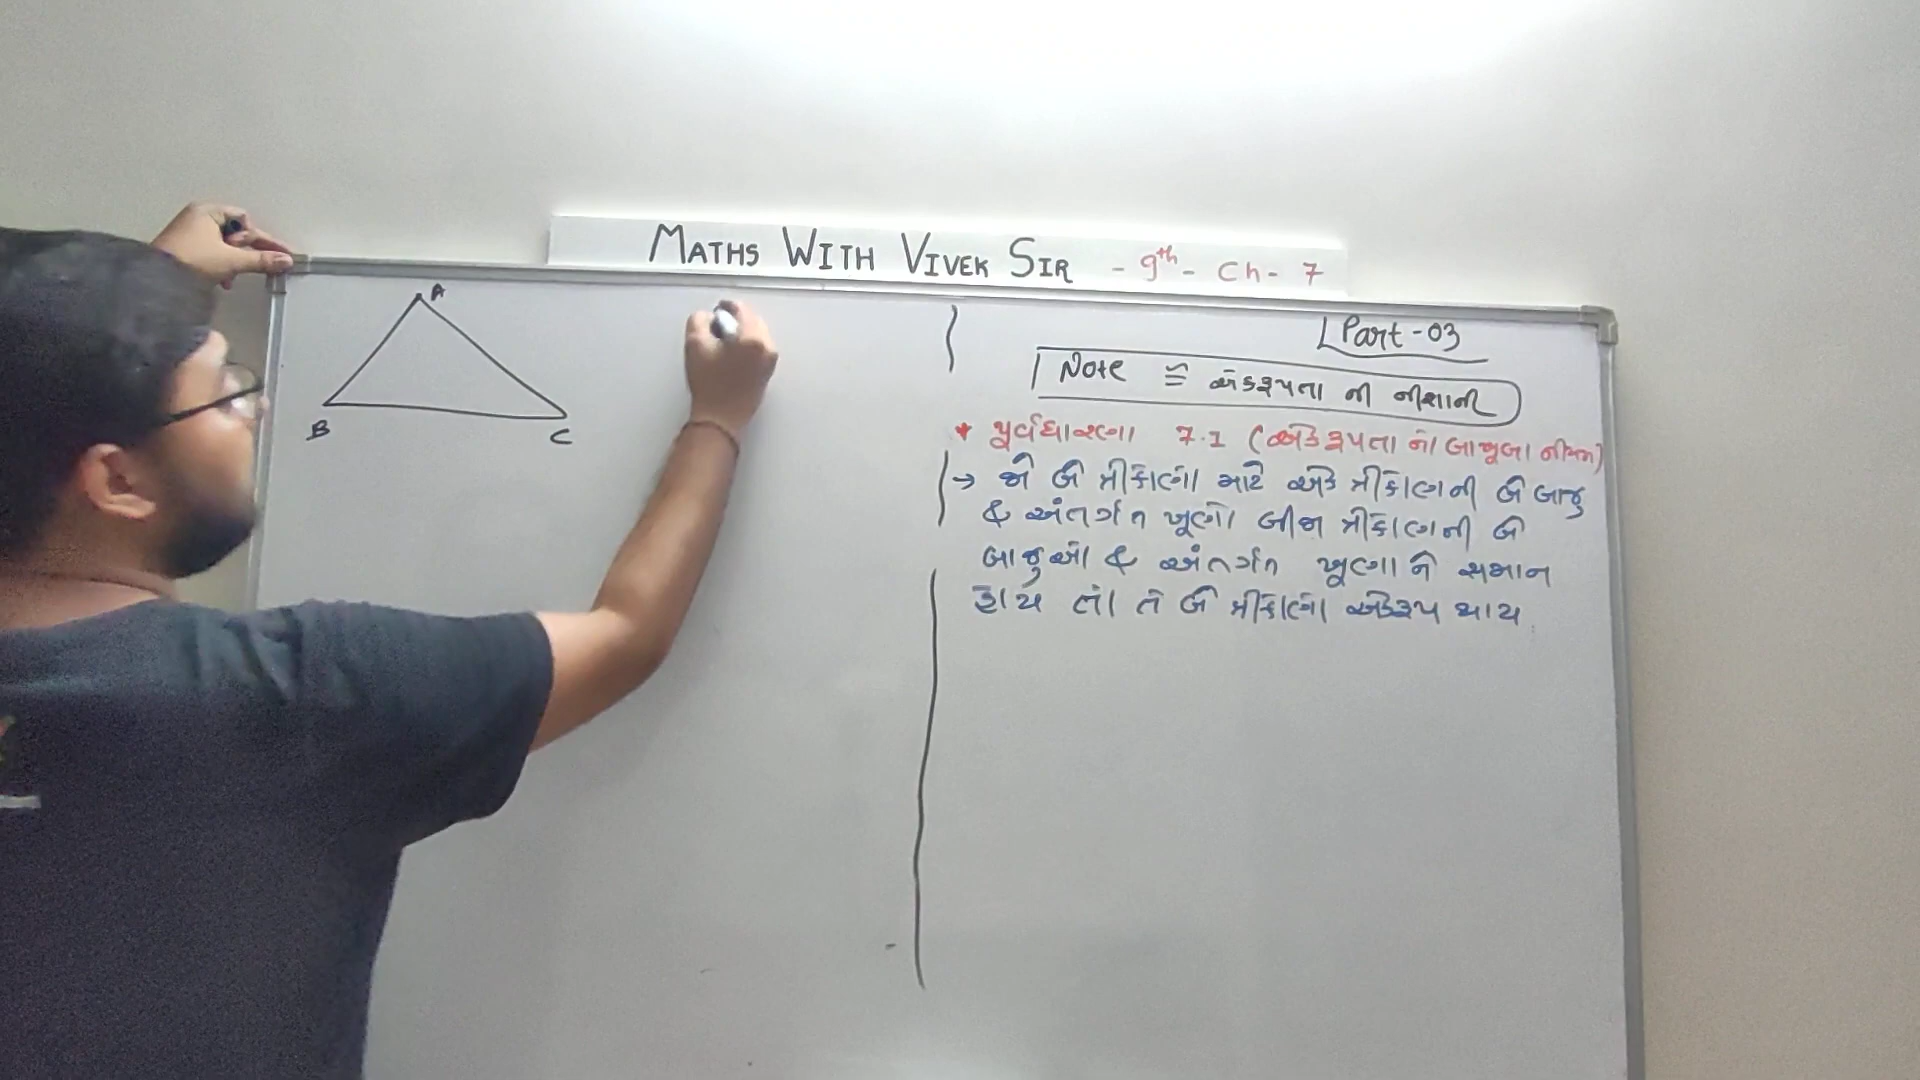 MATHS WITH VIVEK SIR - 9th - Ch - 7
A
B
C
Part - 03
Note ≅ એકરૂપતા ની નીશાની
* પૂર્વધારણા 7.1 (એકરૂપતા નો બાખૂબા નીયમ)
→ જો બે ત્રીકોણો માટે એક ત્રીકોણની બે બાજુ
& અંતર્ગત ખૂણો બીજા ત્રીકોણની બે
બાજુઓ & અંતર્ગત ખૂણા ને સમાન
હોય તો તે બે ત્રીકોણો એકરૂપ થાય